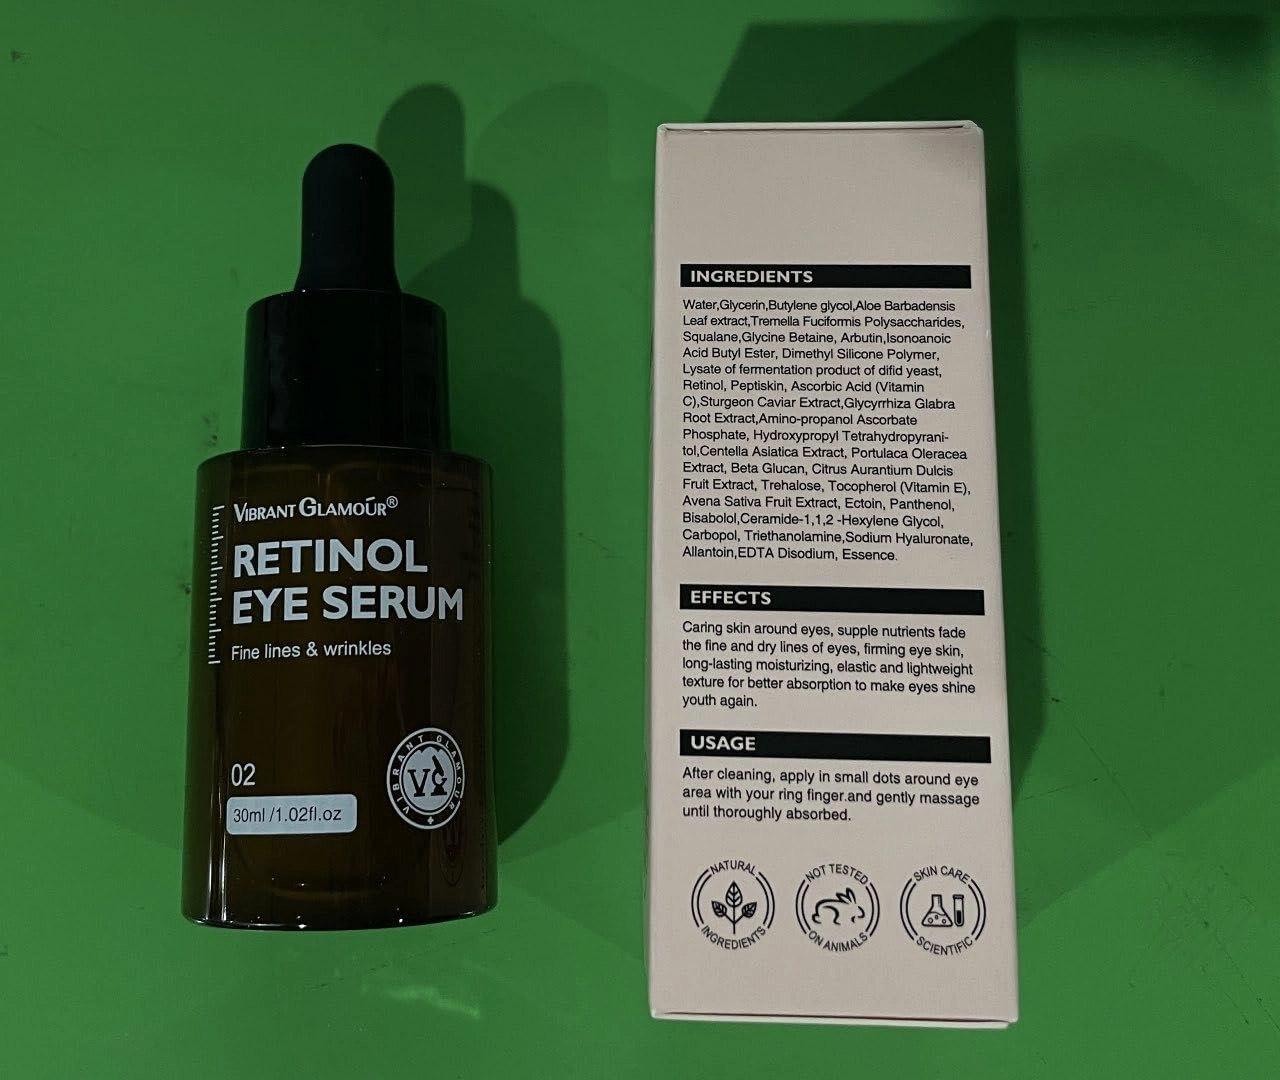 VIBRANT GLAMOUR®
RETINOL
EYE SERUM
Fine lines & wrinkles
02
30ml /1.02fl.oz
VIBRANT GLAMOUR
VG
INGREDIENTS
Water,Glycerin,Butylene glycol,Aloe Barbadensis
Leaf extract,Tremella Fuciformis Polysaccharides,
Squalane,Glycine Betaine, Arbutin,Isonoanoic
Acid Butyl Ester, Dimethyl Silicone Polymer,
Lysate of fermentation product of difid yeast,
Retinol, Peptiskin, Ascorbic Acid (Vitamin
C),Sturgeon Caviar Extract,Glycyrrhiza Glabra
Root Extract,Amino-propanol Ascorbate
Phosphate, Hydroxypropyl Tetrahydropyrani-
tol,Centella Asiatica Extract, Portulaca Oleracea
Extract, Beta Glucan, Citrus Aurantium Dulcis
Fruit Extract, Trehalose, Tocopherol (Vitamin E),
Avena Sativa Fruit Extract, Ectoin, Panthenol,
Bisabolol,Ceramide-1,1,2 -Hexylene Glycol,
Carbopol, Triethanolamine,Sodium Hyaluronate,
Allantoin,EDTA Disodium, Essence.
EFFECTS
Caring skin around eyes, supple nutrients fade
the fine and dry lines of eyes, firming eye skin,
long-lasting moisturizing, elastic and lightweight
texture for better absorption to make eyes shine
youth again.
USAGE
After cleaning, apply in small dots around eye
area with your ring finger.and gently massage
until thoroughly absorbed.
NATURAL
INGREDIENTS
NOT TESTED
ON ANIMALS
SKIN CARE
SCIENTIFIC